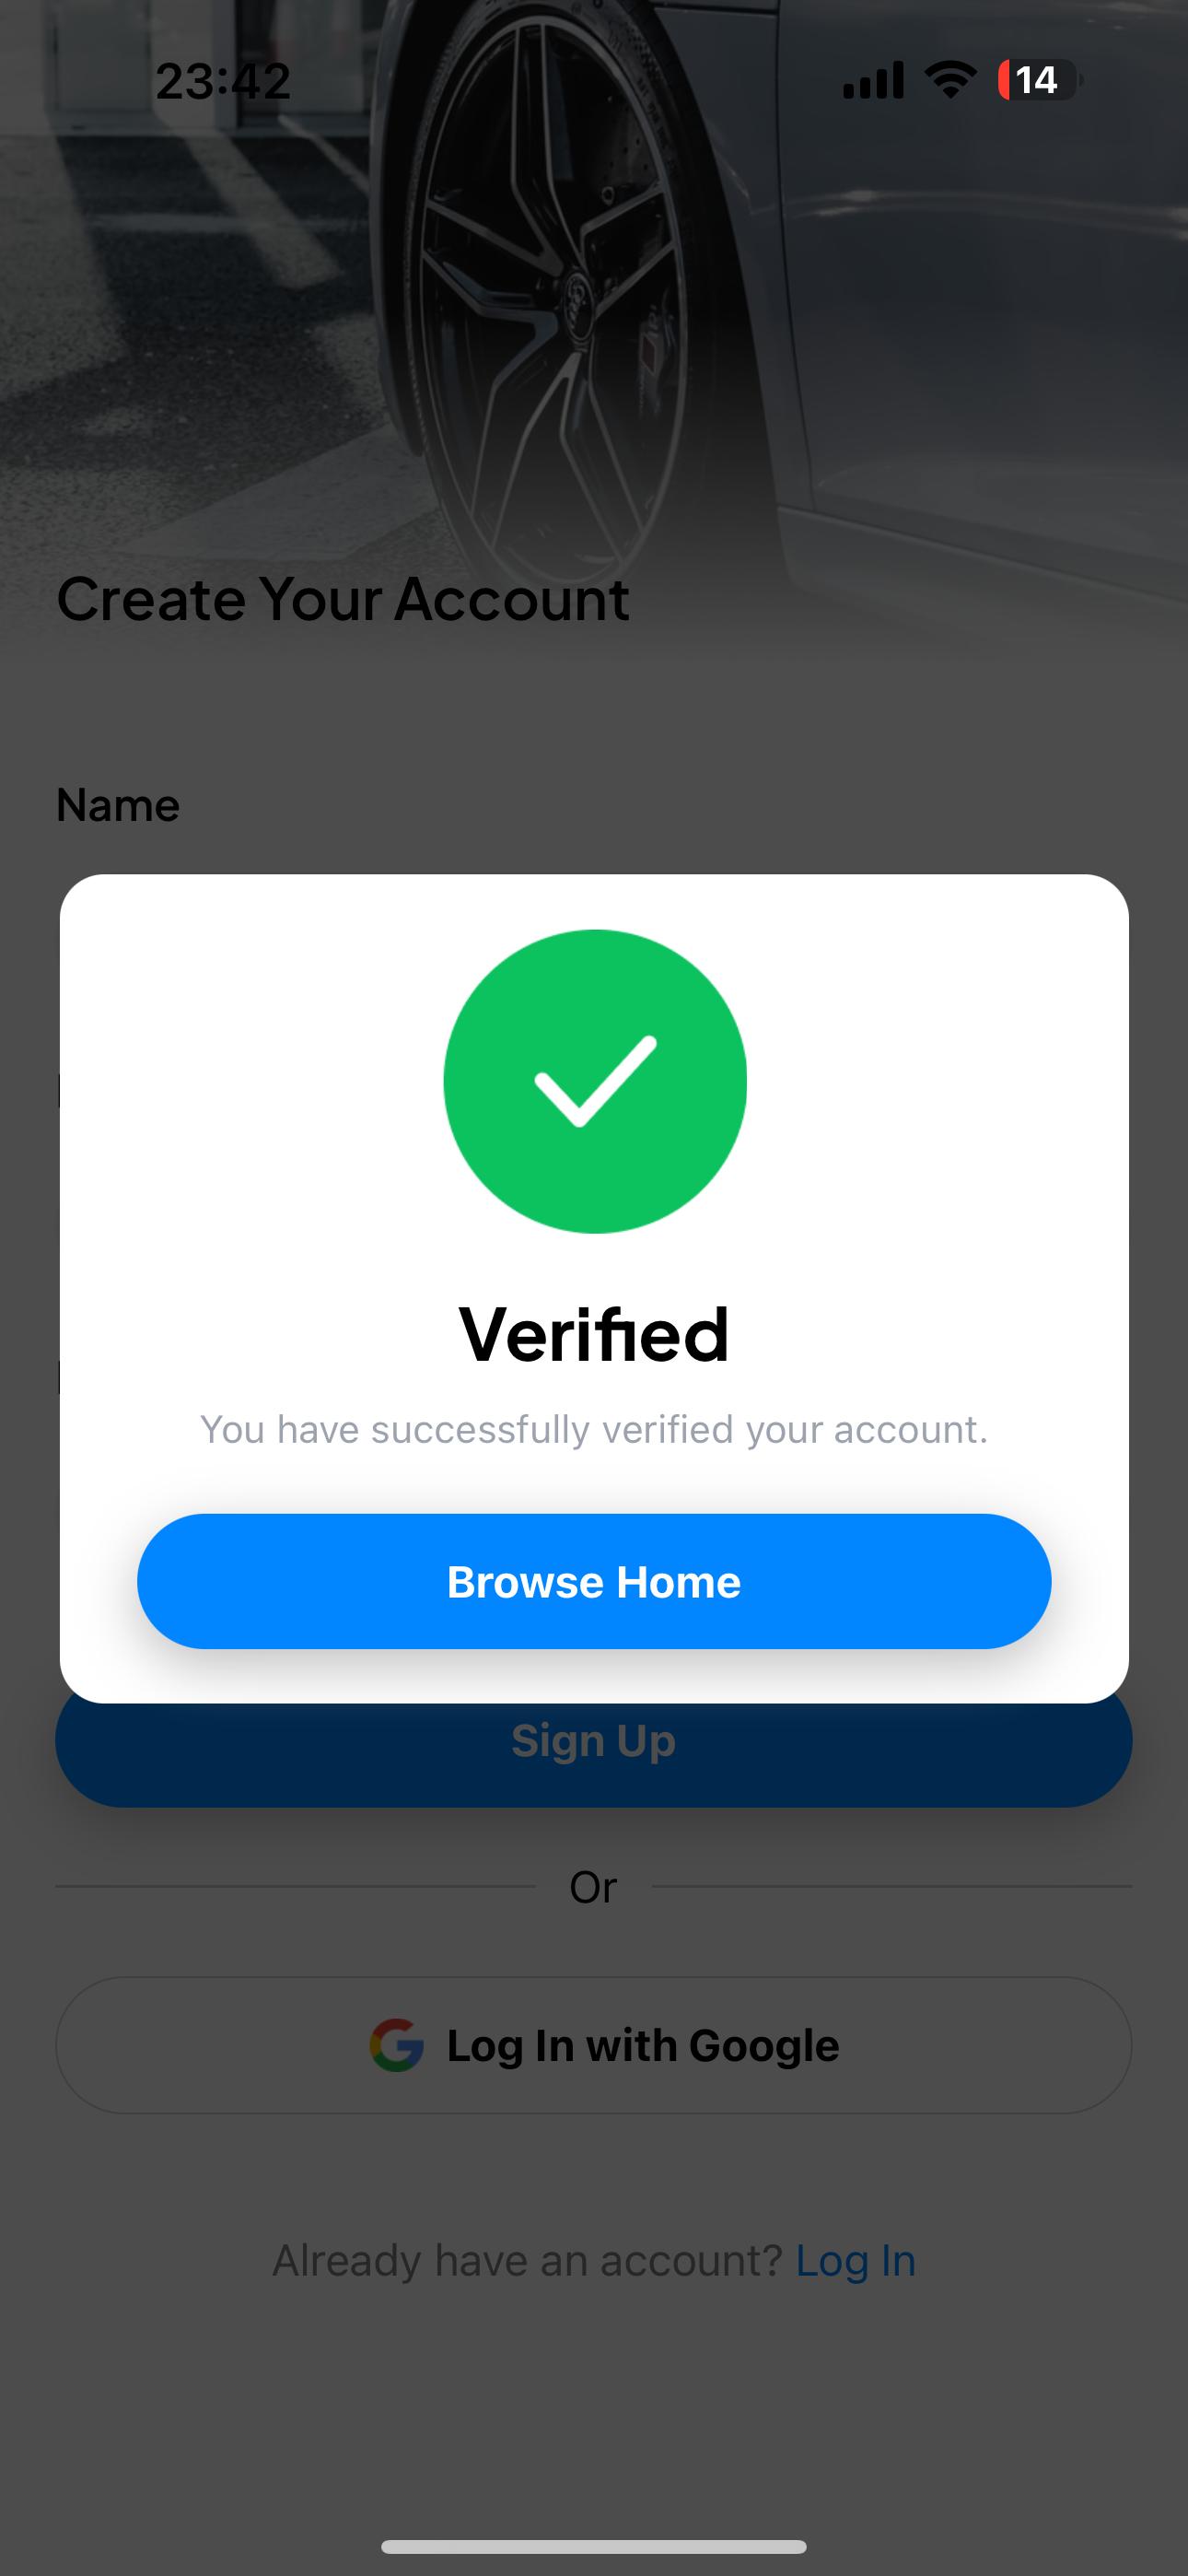 23:42
14
Create Your Account
Name
Verified
You have successfully verified your account.
Browse Home
Sign Up
Or
Log In with Google
Already have an account? Log In